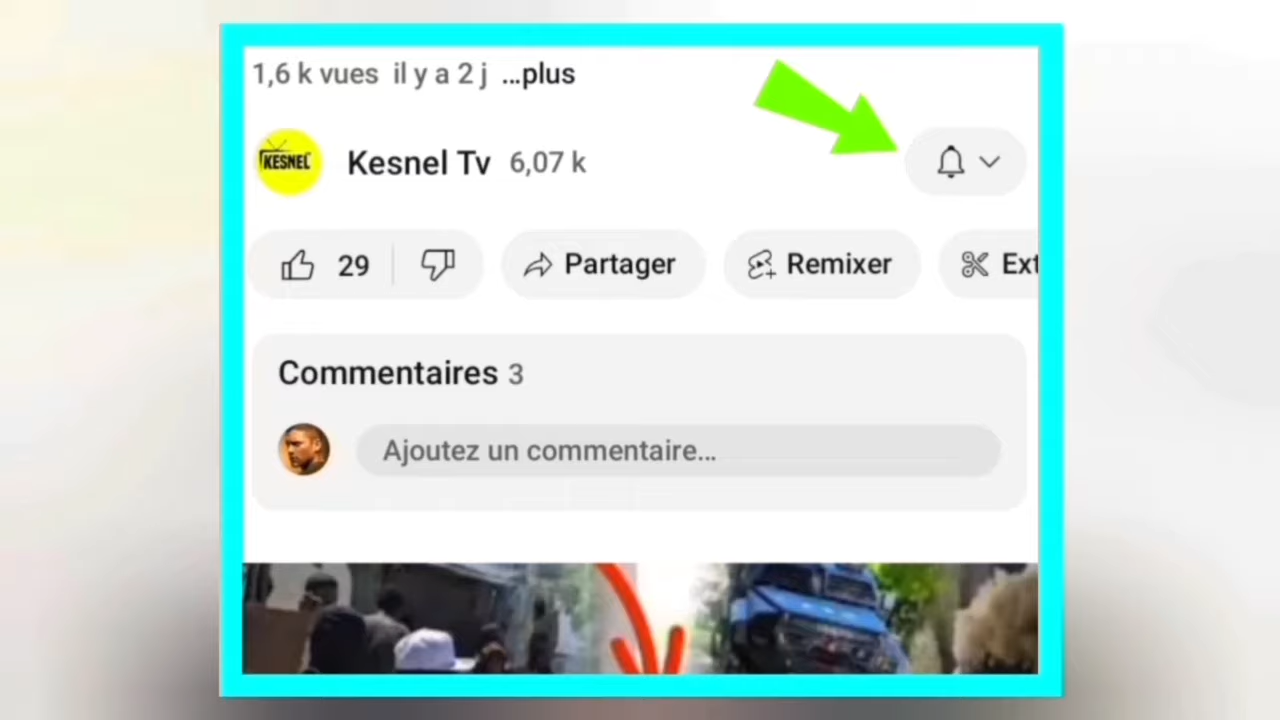 1,6 k vues il y a 2 j ...plus
KESNEL
Kesnel Tv 6,07 k
29
Partager
Remixer
Ext
Commentaires 3
Ajoutez un commentaire...